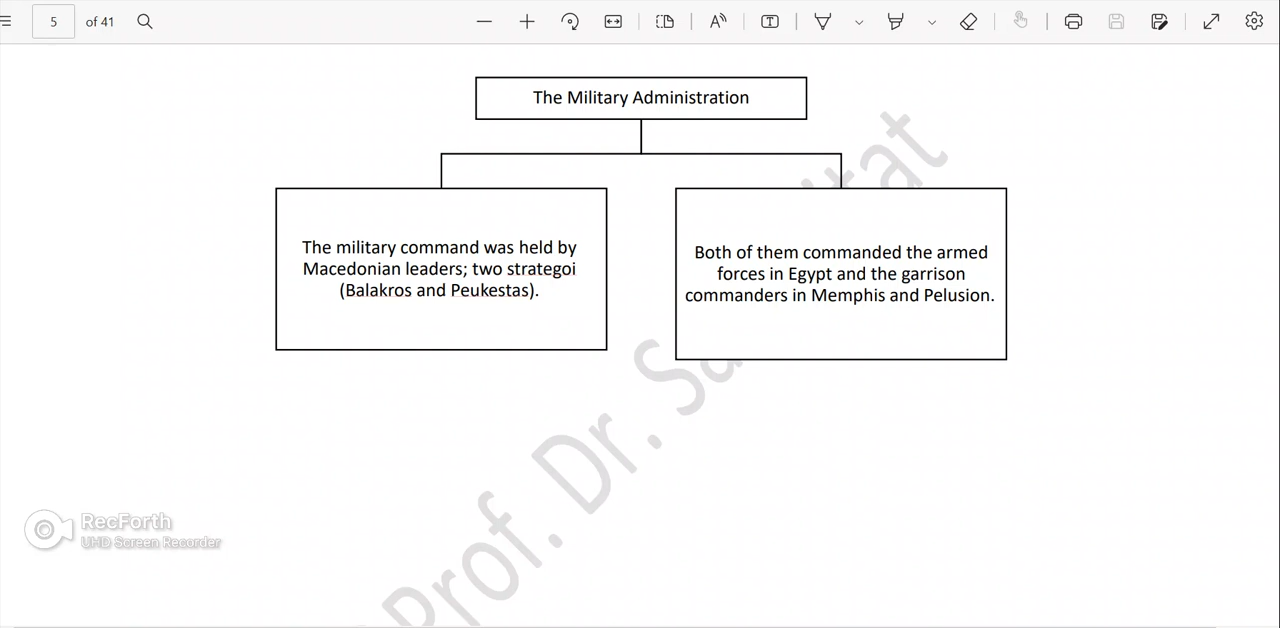 5 of 41
The Military Administration
The military command was held by
Macedonian leaders; two strategoi
(Balakros and Peukestas).
Both of them commanded the armed
forces in Egypt and the garrison
commanders in Memphis and Pelusion.
Prof. Dr. Sa
tat
RecForth
UHD Screen Recorder